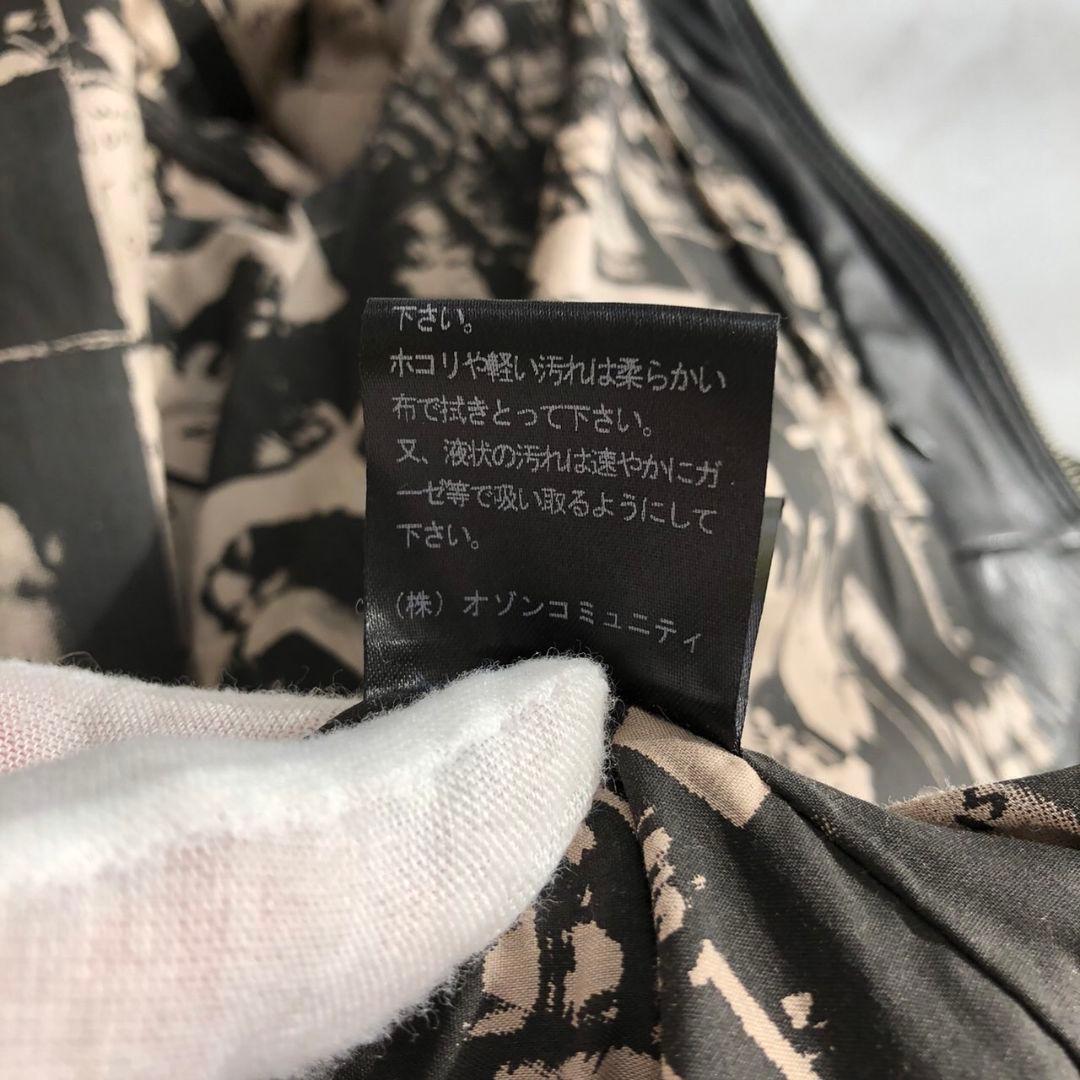 下さい。
ホコリや軽い汚れは柔らかい
布で拭きとって下さい。
又、液状の汚れは速やかにガ
ーゼ等で吸い取るようにして
下さい。
（株）オゾンコミュニティ